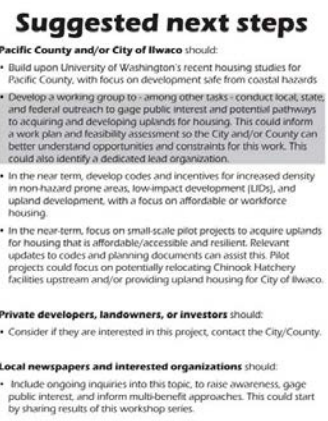 Suggested next steps
Pacific County and/or City of Ilwaco should:
• Build upon University of Washington's recent housing studies for
Pacific County, with focus on development safe from coastal hazards
• Develop a working group to - among other tasks - conduct local, state,
and federal outreach to gage public interest and potential pathways
to acquiring and developing uplands for housing. This could inform
a work plan and feasibility assessment so the City and/or County can
better understand opportunities and constraints for this work. This
could also identify a dedicated lead organization.
• In the near term, develop codes and incentives for increased density
in non-hazard prone areas, low-impact development (LIDs), and
upland development, with a focus on affordable or workforce
housing.
• In the near-term, focus on small-scale pilot projects to acquire uplands
for housing that is affordable/accessible and resilient. Relevant
updates to codes and planning documents can assist this. Pilot
projects could focus on potentially relocating Chinook Hatchery
facilities upstream and/or providing upland housing for City of Ilwaco.
Private developers, landowners, or investors should:
• Consider if they are interested in this project, contact the City/County.
Local newspapers and interested organizations should:
• Include ongoing inquiries into this topic, to raise awareness, gage
public interest, and inform multi-benefit approaches. This could start
by sharing results of this workshop series.